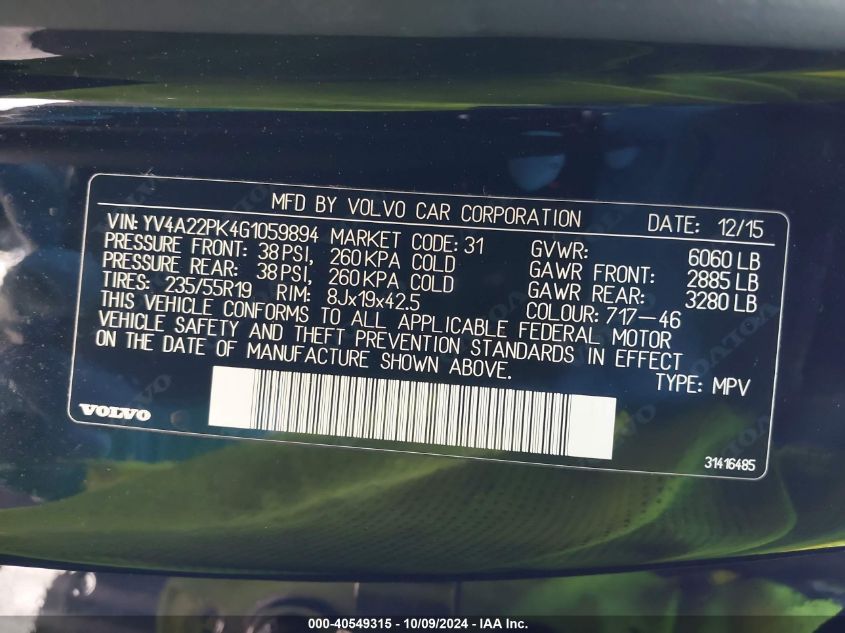 MFD BY VOLVO CAR CORPORATION DATE: 12/15
VIN: YV4A22PK4G1059894 MARKET CODE: 31 GVWR: 6060 LB
PRESSURE FRONT: 38 PSI, 260 KPA COLD GAWR FRONT: 2885 LB
PRESSURE REAR: 38 PSI, 260 KPA COLD GAWR REAR: 3280 LB
TIRES: 235/55R19 RIM: 8Jx19x42.5 COLOUR: 717-46
THIS VEHICLE CONFORMS TO ALL APPLICABLE FEDERAL MOTOR
VEHICLE SAFETY AND THEFT PREVENTION STANDARDS IN EFFECT
ON THE DATE OF MANUFACTURE SHOWN ABOVE. TYPE: MPV
VOLVO
31416485
000-40549315 - 10/09/2024 - IAA Inc.